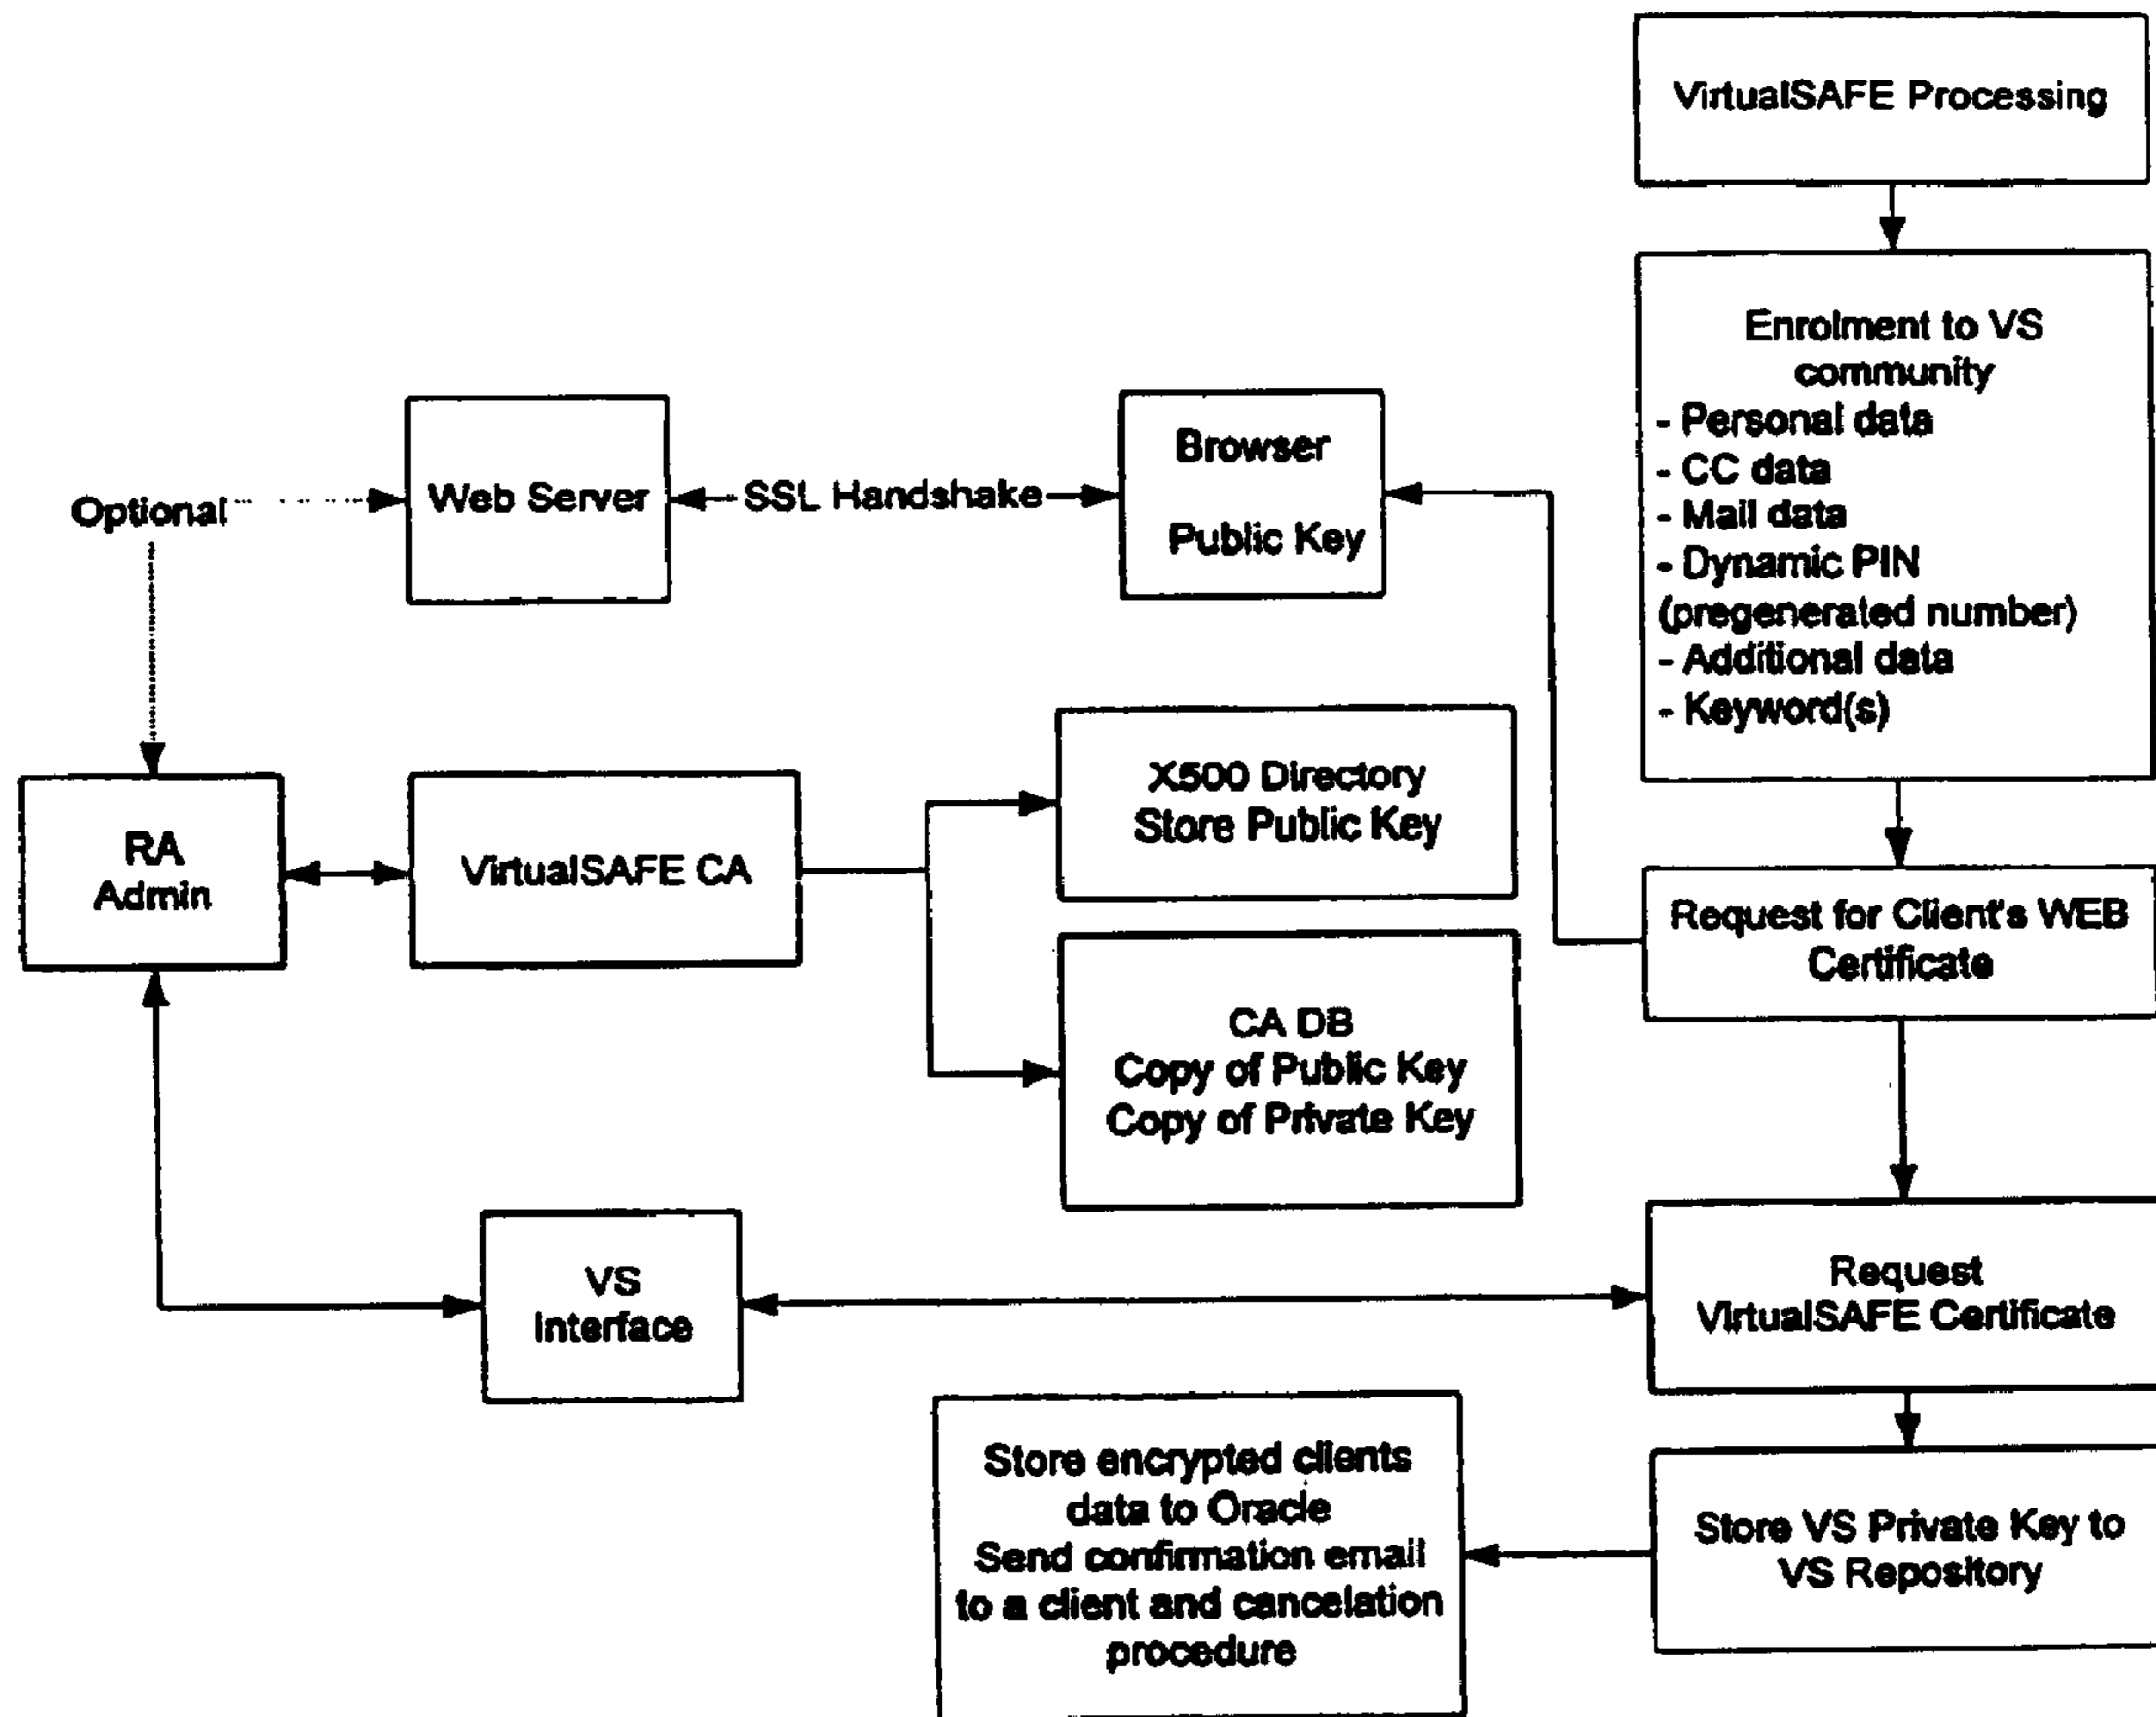 VirtualSAFE Processing
Enrolment to VS
community
- Personal data
- CC data
- Mail data
- Dynamic PIN
(pregenerated number)
- Additional data
- Keyword(s)
Optional
Web Server
SSL Handshake
Browser
Public Key
RA
Admin
VirtualSAFE CA
X500 Directory
Store Public Key
CA DB
Copy of Public Key
Copy of Private Key
Request for Client's WEB
Certificate
VS
Interface
Request
VirtualSAFE Certificate
Store encrypted clients
data to Oracle
Send confirmation email
to a client and cancelation
procedure
Store VS Private Key to
VS Repository